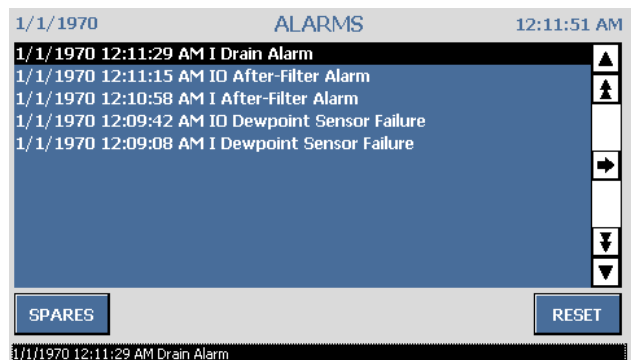 1/1/1970 ALARMS 12:11:51 AM
1/1/1970 12:11:29 AM I Drain Alarm
1/1/1970 12:11:15 AM IO After-Filter Alarm
1/1/1970 12:10:58 AM I After-Filter Alarm
1/1/1970 12:09:42 AM IO Dewpoint Sensor Failure
1/1/1970 12:09:08 AM I Dewpoint Sensor Failure
SPARES RESET
1/1/1970 12:11:29 AM Drain Alarm